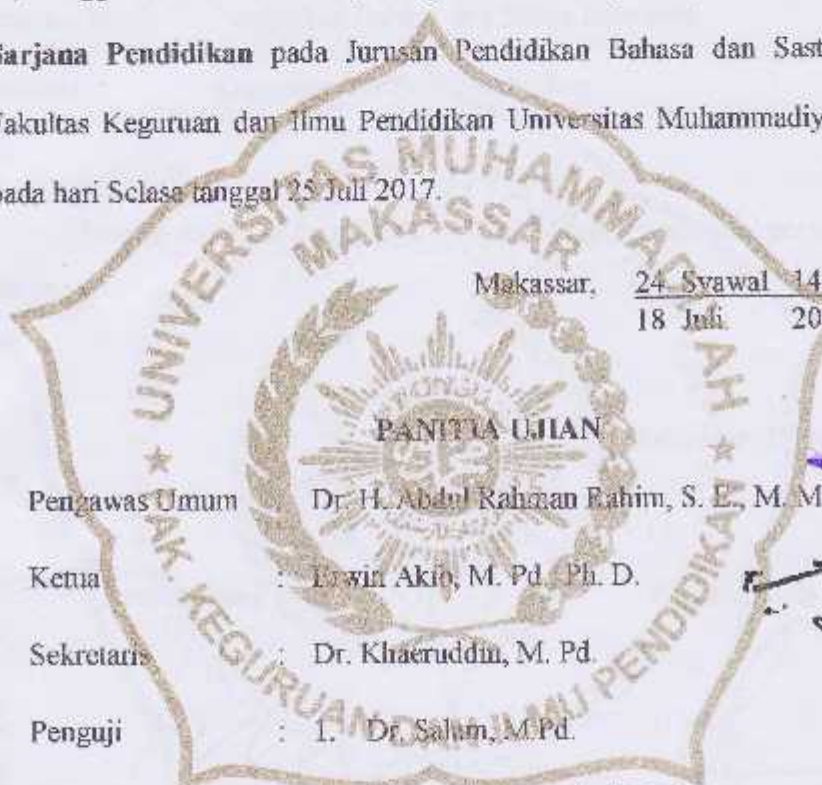 Sarjana Pendidikan pada Jurusan Pendidikan Bahasa dan Sast
Fakultas Keguruan dan Ilmu Pendidikan Universitas Muhammadiy
pada hari Selasa tanggal 25 Juli 2017.
UNIVERSITAS MUHAMMADIYAH
MAKASSAR
Makassar, 24 Syawal 14
18 Juli 20
PANITIA UJIAN
Pengawas Umum Dr. H. Abdul Rahman Rahim, S. E., M. M
Ketua : Erwin Akib, M. Pd., Ph. D.
Sekretaris : Dr. Khaeruddin, M. Pd.
Penguji : 1. Dr. Salam, M.Pd.
FAK. KEGURUAN DAN ILMU PENDIDIKAN